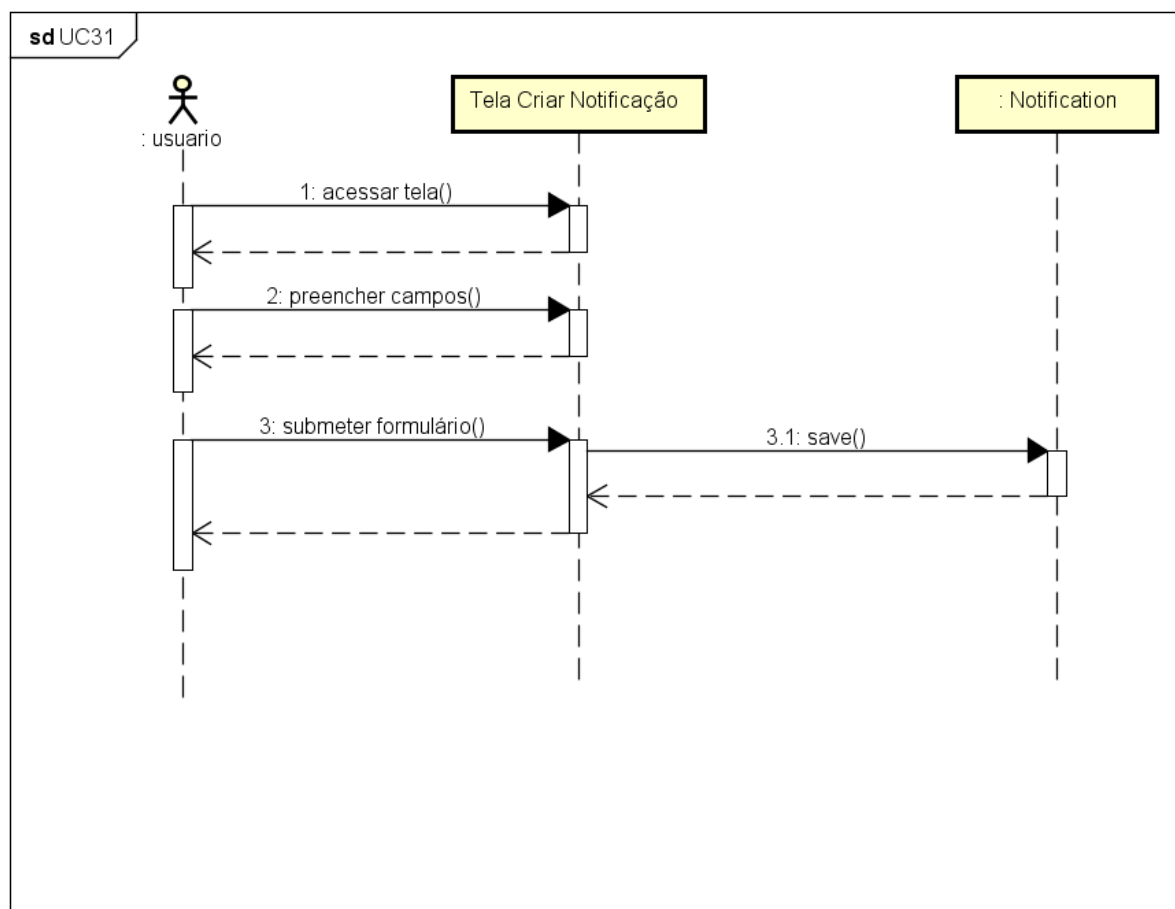 sd UC31
: usuario
Tela Criar Notificação
: Notification
1: acessar tela()
2: preencher campos()
3: submeter formulário()
3.1: save()